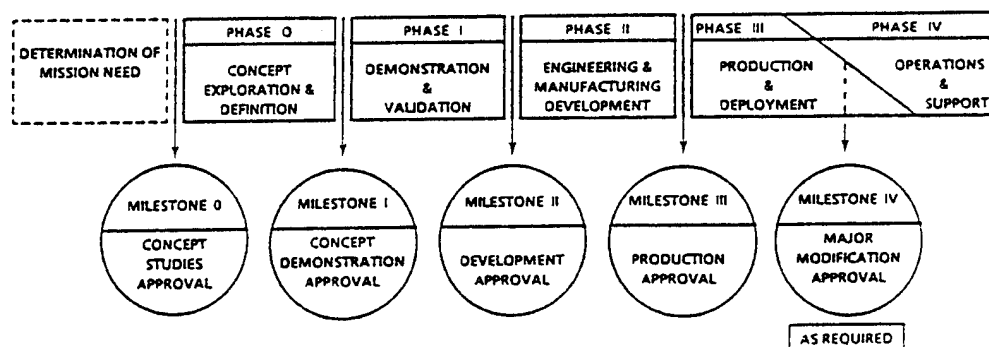 DETERMINATION OF
MISSION NEED
PHASE 0
CONCEPT
EXPLORATION &
DEFINITION
PHASE I
DEMONSTRATION
&
VALIDATION
PHASE II
ENGINEERING &
MANUFACTURING
DEVELOPMENT
PHASE III
PRODUCTION
&
DEPLOYMENT
PHASE IV
OPERATIONS
&
SUPPORT
MILESTONE 0
CONCEPT
STUDIES
APPROVAL
MILESTONE I
CONCEPT
DEMONSTRATION
APPROVAL
MILESTONE II
DEVELOPMENT
APPROVAL
MILESTONE III
PRODUCTION
APPROVAL
MILESTONE IV
MAJOR
MODIFICATION
APPROVAL
AS REQUIRED